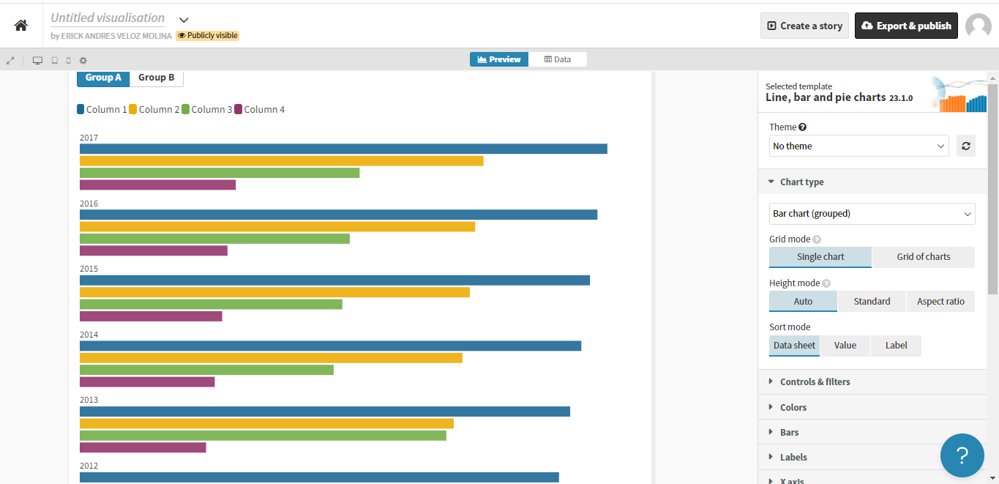 Untitled visualisation
by ERICK ANDRES VELOZ MOLINA Publicly visible
Create a story
Export & publish
Preview
Data
Group A
Group B
Column 1 Column 2 Column 3 Column 4
2017
2016
2015
2014
2013
2012
Selected template
Line, bar and pie charts 23.1.0
Theme ?
No theme
Chart type
Bar chart (grouped)
Grid mode ?
Single chart
Grid of charts
Height mode ?
Auto
Standard
Aspect ratio
Sort mode
Data sheet
Value
Label
Controls & filters
Colors
Bars
Labels
X axis
?